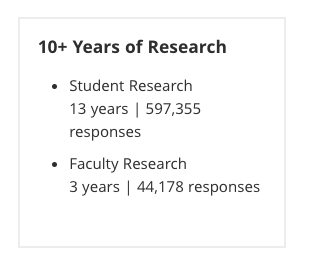 10+ Years of Research
• Student Research
13 years | 597,355
responses
• Faculty Research
3 years | 44,178 responses